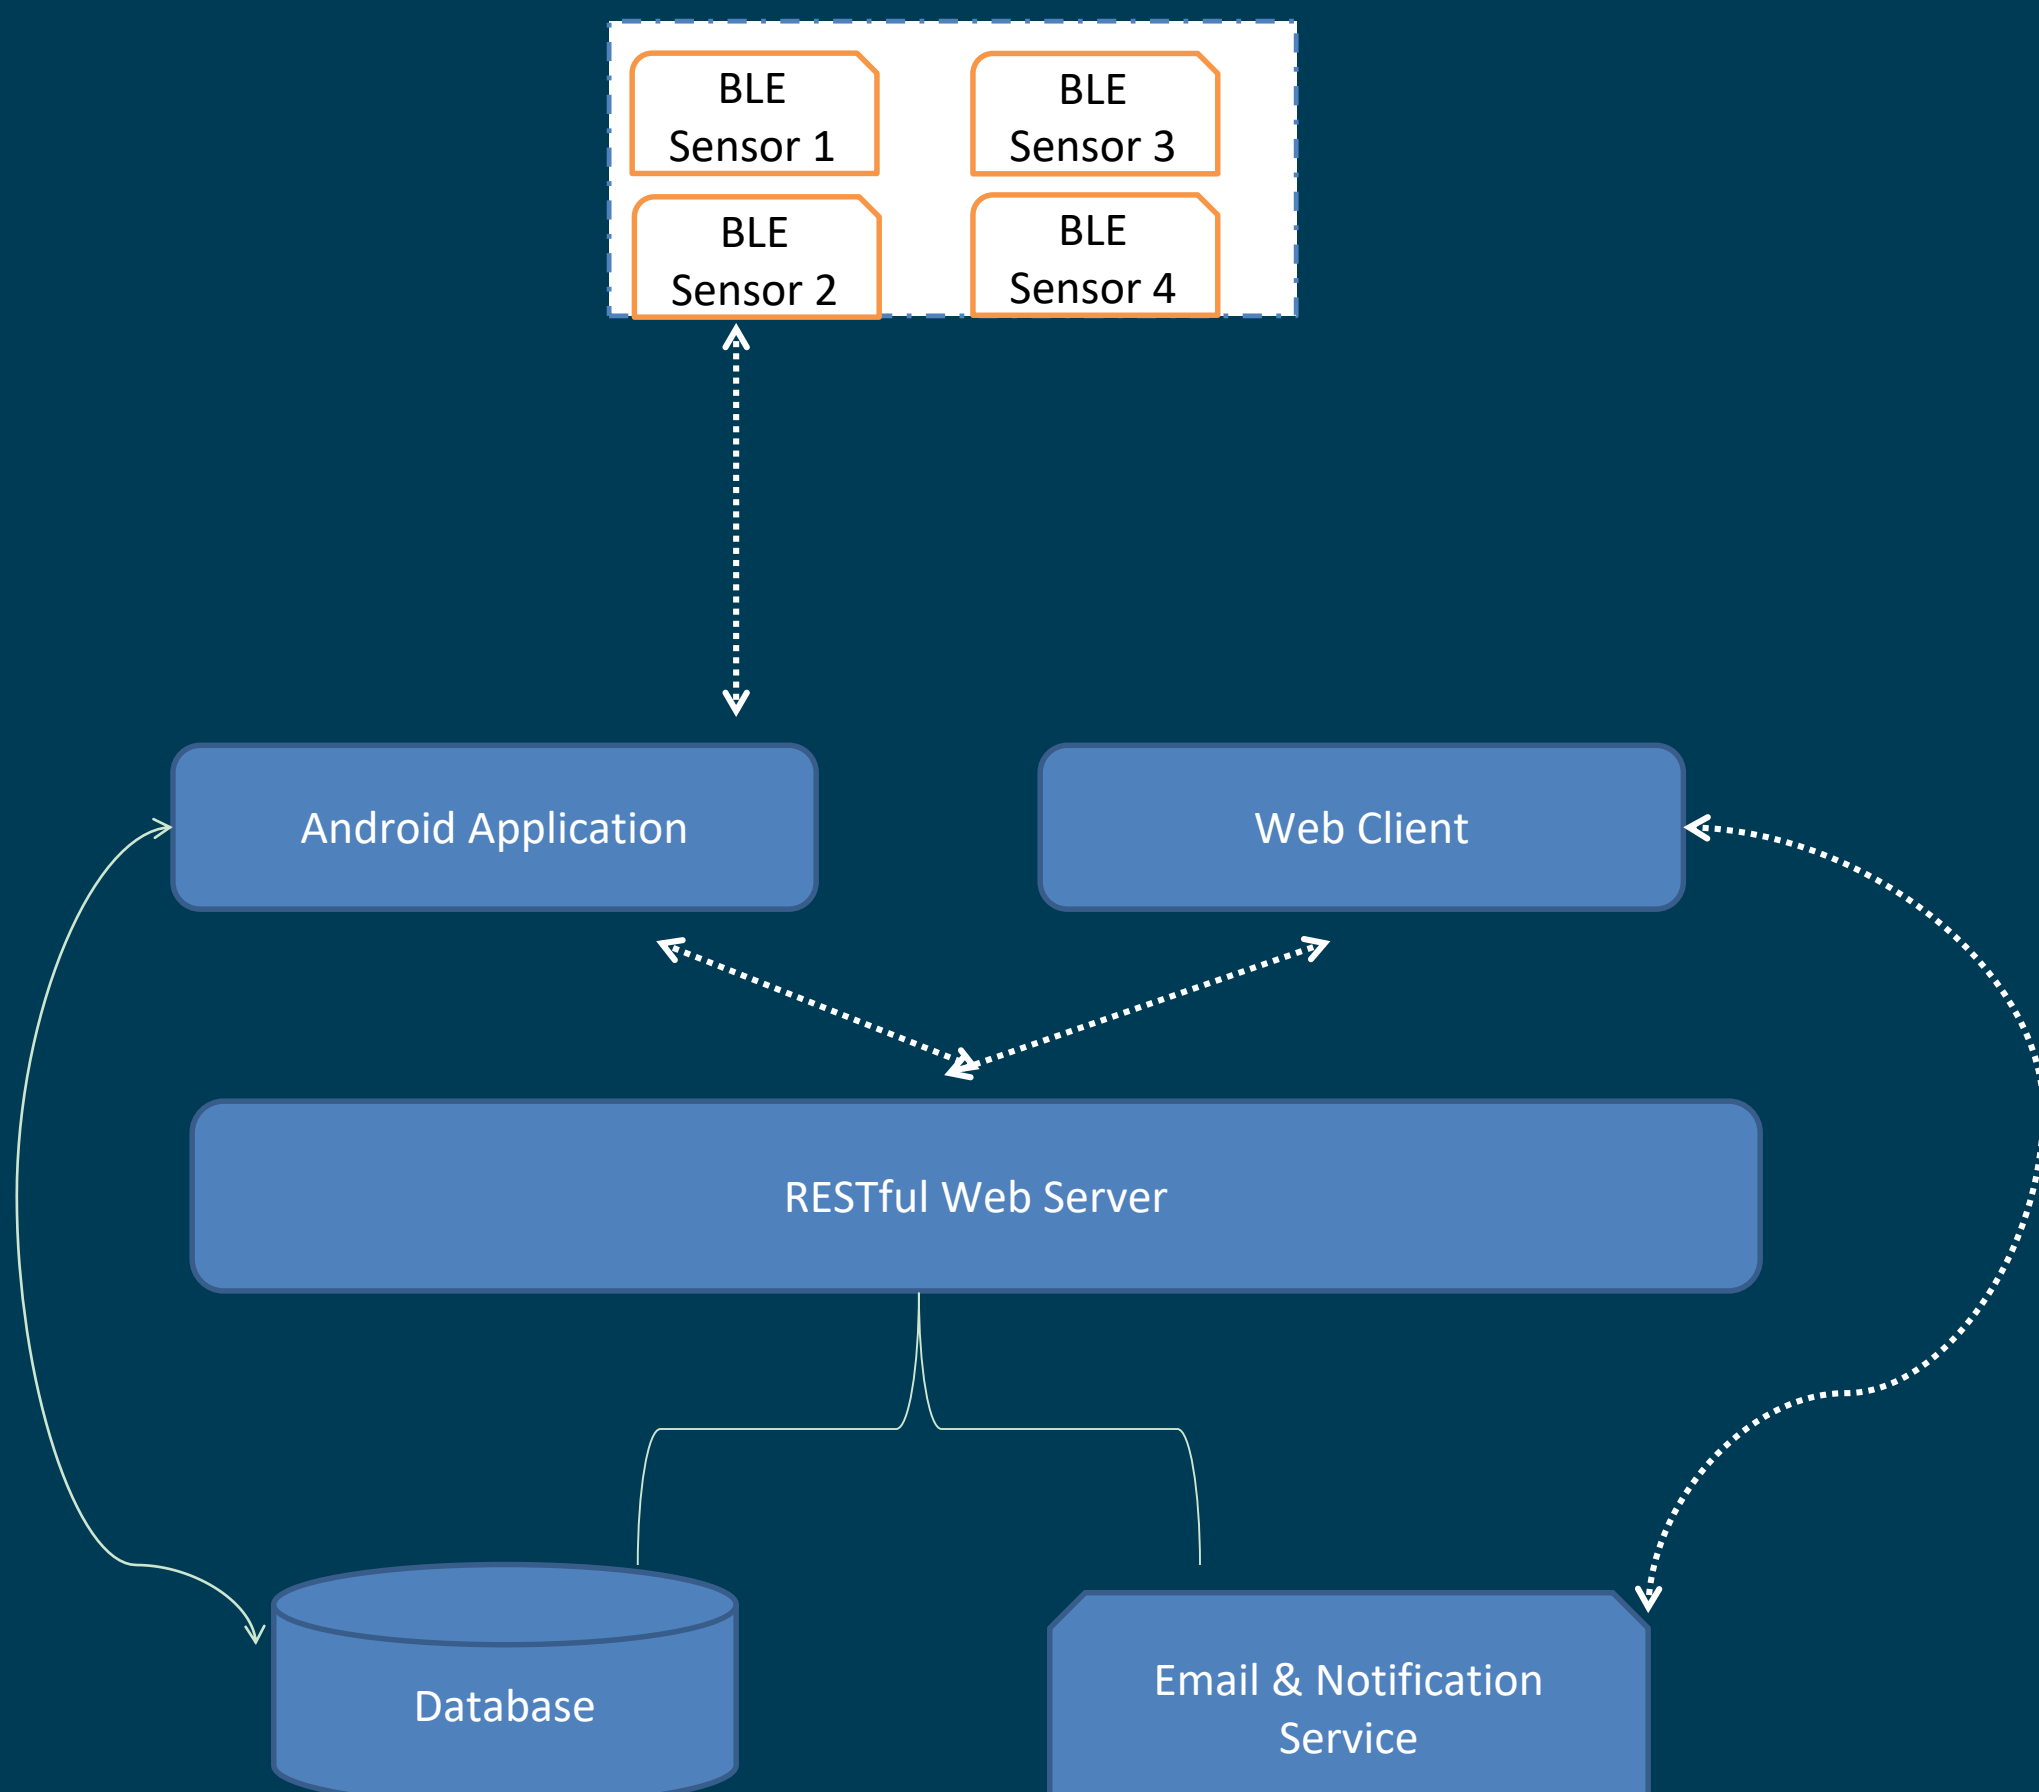 BLE
Sensor 1
BLE
Sensor 3
BLE
Sensor 2
BLE
Sensor 4
Android Application
Web Client
RESTful Web Server
Database
Email & Notification
Service